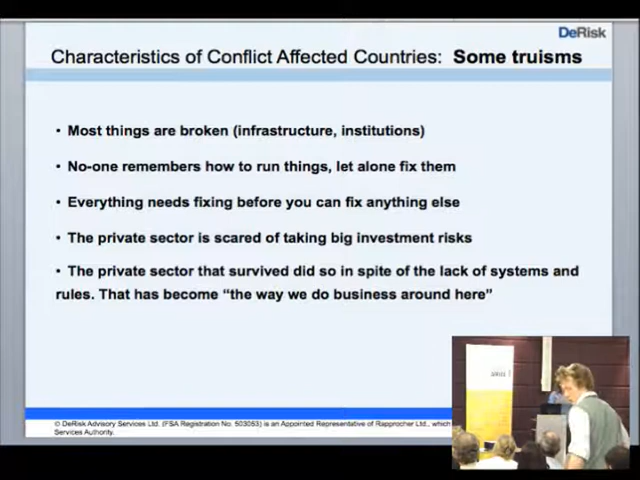 DeRisk
Characteristics of Conflict Affected Countries: Some truisms
• Most things are broken (infrastructure, institutions)
• No-one remembers how to run things, let alone fix them
• Everything needs fixing before you can fix anything else
• The private sector is scared of taking big investment risks
• The private sector that survived did so in spite of the lack of systems and
rules. That has become “the way we do business around here”
© DeRisk Advisory Services Ltd. (FSA Registration No. 503053) is an Appointed Representative of Rapprocher Ltd., which
Services Authority.